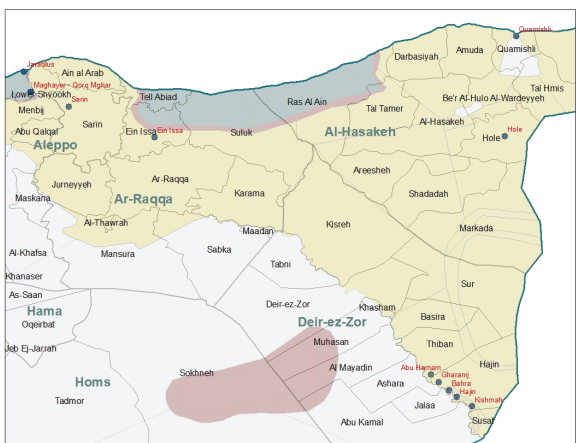 Qumishli
Jarablus
Amuda
Quamishli
Darbasiyah
Ain al Arab
Maghayer - Qorq Mghar
Lower Shyookh
Tell Abiad
Ras Al Ain
Tal Hmis
Be'r Al-Hulo Al-Wardeyyeh
Sarin
Menbij
Tal Tamer
Al-Hasakeh
Sarin
Abu Qalqal
Ein Issa
Ein Issa
Suluk
Al-Hasakeh
Hole
Hole
Aleppo
Areesheh
Jurneyyeh
Ar-Raqqa
Karama
Shadadah
Maskana
Ar-Raqqa
Al-Thawrah
Kisreh
Markada
Maadan
Al-Khafsa
Mansura
Sabka
Tabni
Khanaser
Sur
As-Saan
Deir-ez-Zor
Khasham
Hama
Oqeirbat
Deir-ez-Zor
Basira
Muhasan
Thiban
Jeb Ej-Jarrah
Sokhneh
Al Mayadin
Abu Hamam
Hajin
Homs
Gharanij
Ashara
Bahra
Hajin
Tadmor
Jalaa
Kishmah
Abu Kamal
Susat